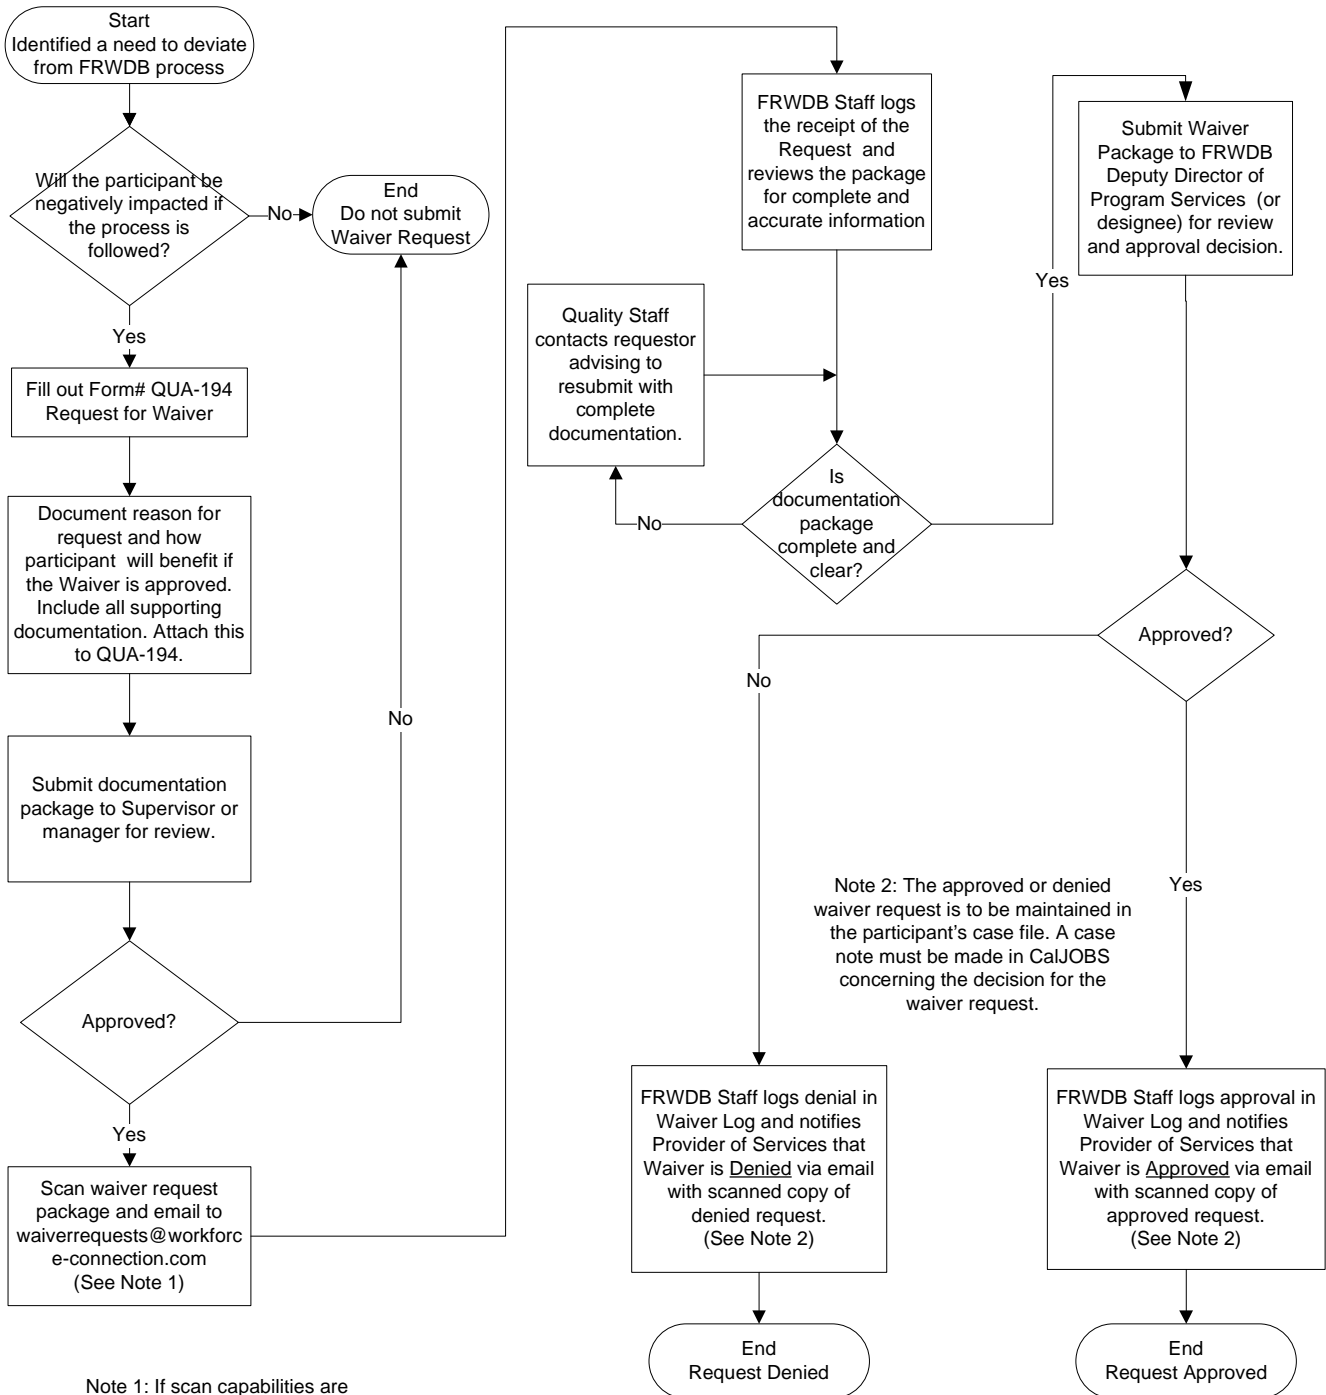 Start
Identified a need to deviate
from FRWDB process
Will the participant be
negatively impacted if
the process is
followed?
No
End
Do not submit
Waiver Request
Yes
Fill out Form# QUA-194
Request for Waiver
Document reason for
request and how
participant will benefit if
the Waiver is approved.
Include all supporting
documentation. Attach this
to QUA-194.
Submit documentation
package to Supervisor or
manager for review.
Approved?
No
Yes
Scan waiver request
package and email to
waiverrequests@workforc
e-connection.com
(See Note 1)
Note 1: If scan capabilities are
FRWDB Staff logs
the receipt of the
Request and
reviews the package
for complete and
accurate information
Quality Staff
contacts requestor
advising to
resubmit with
complete
documentation.
Is
documentation
package
complete and
clear?
No
Yes
Submit Waiver
Package to FRWDB
Deputy Director of
Program Services (or
designee) for review
and approval decision.
Approved?
No
Yes
Note 2: The approved or denied
waiver request is to be maintained in
the participant's case file. A case
note must be made in CalJOBS
concerning the decision for the
waiver request.
FRWDB Staff logs denial in
Waiver Log and notifies
Provider of Services that
Waiver is Denied via email
with scanned copy of
denied request.
(See Note 2)
End
Request Denied
FRWDB Staff logs approval in
Waiver Log and notifies
Provider of Services that
Waiver is Approved via email
with scanned copy of
approved request.
(See Note 2)
End
Request Approved